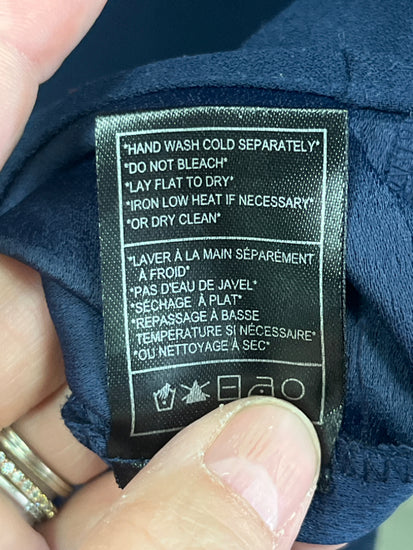 *HAND WASH COLD SEPARATELY*
*DO NOT BLEACH*
*LAY FLAT TO DRY*
*IRON LOW HEAT IF NECESSARY*
*OR DRY CLEAN*
*LAVER À LA MAIN SÉPARÉMENT
À FROID*
*PAS D'EAU DE JAVEL*
*SÉCHAGE À PLAT*
*REPASSAGE À BASSE
TEMPÉRATURE SI NÉCESSAIRE*
*OU NETTOYAGE À SEC*